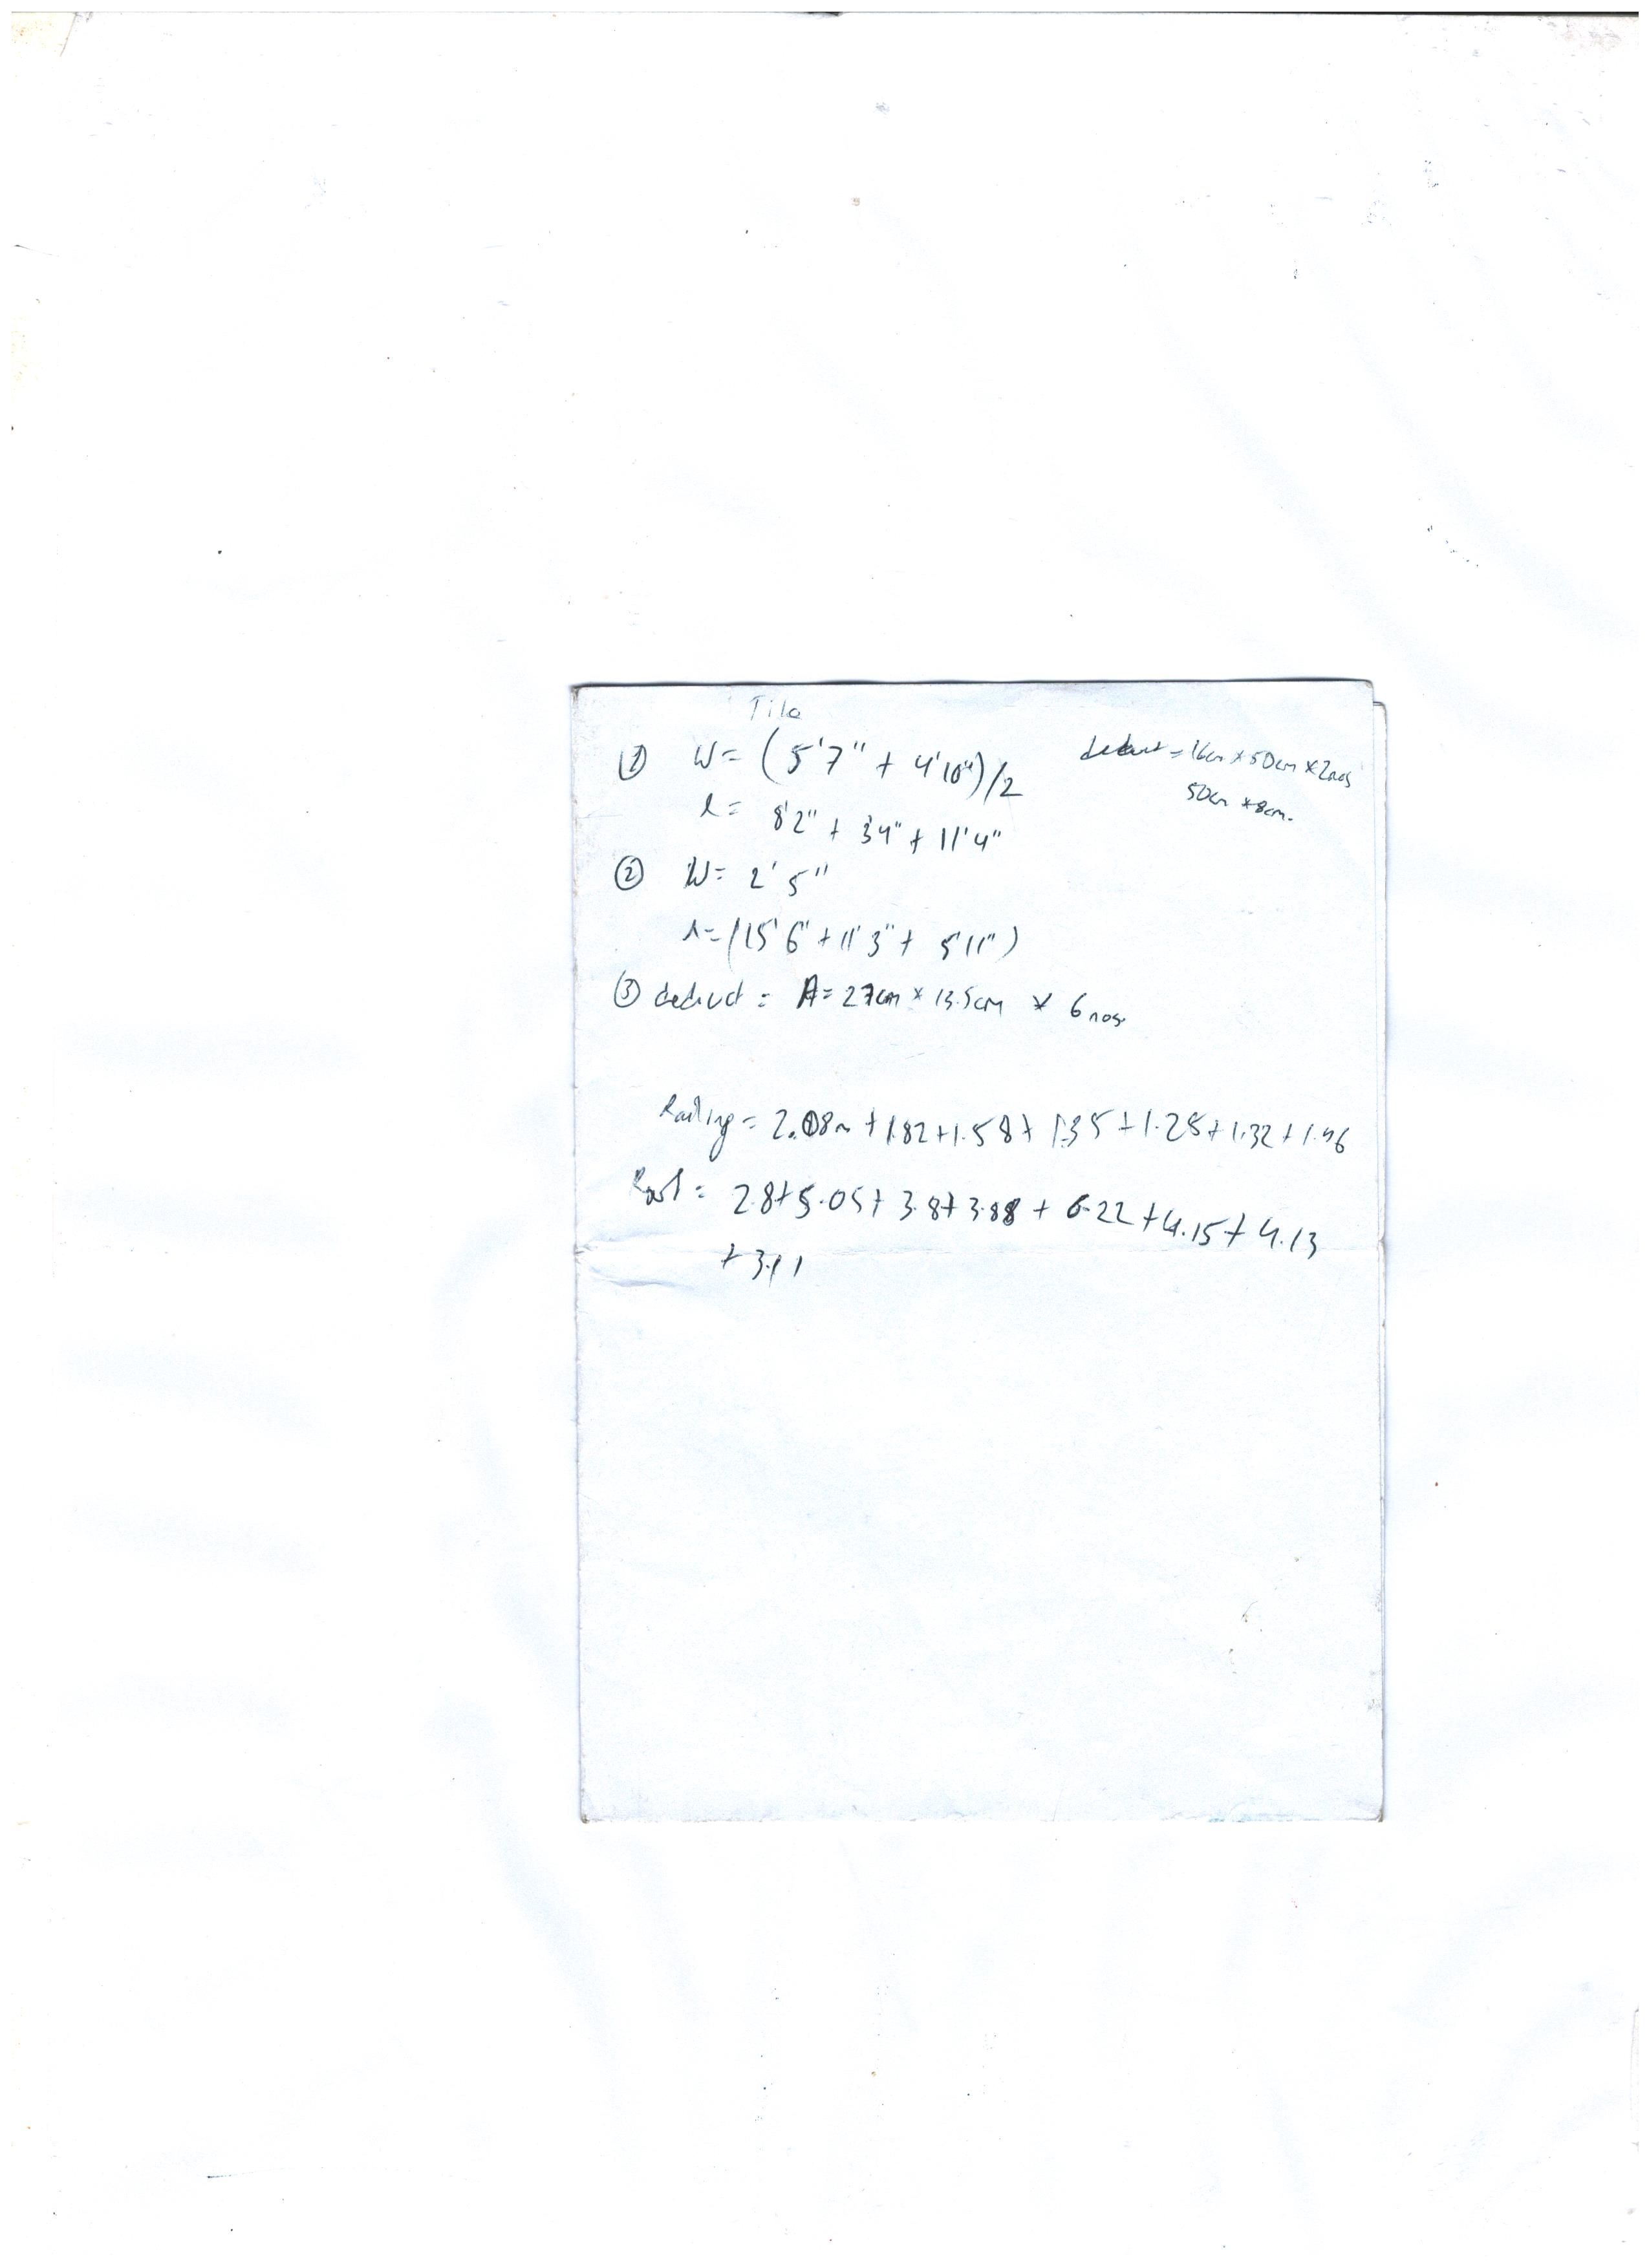 Tile
① W = (5'7" + 4'10")/2
deduct = 16cm × 50cm × 2nos
50cm × 8cm.
l = 8'2" + 3'4" + 11'4"
② W = 2'5"
l = (15'6" + 11'3" + 5'11")
③ deduct = A = 27cm × 13.5cm × 6 nos.
Railing = 2.08m + 1.82 + 1.58 + 1.35 + 1.25 + 1.32 + 1.46
= 2.8 + 5.05 + 3.8 + 3.88 + 6.22 + 4.15 + 4.13
+ 3.11